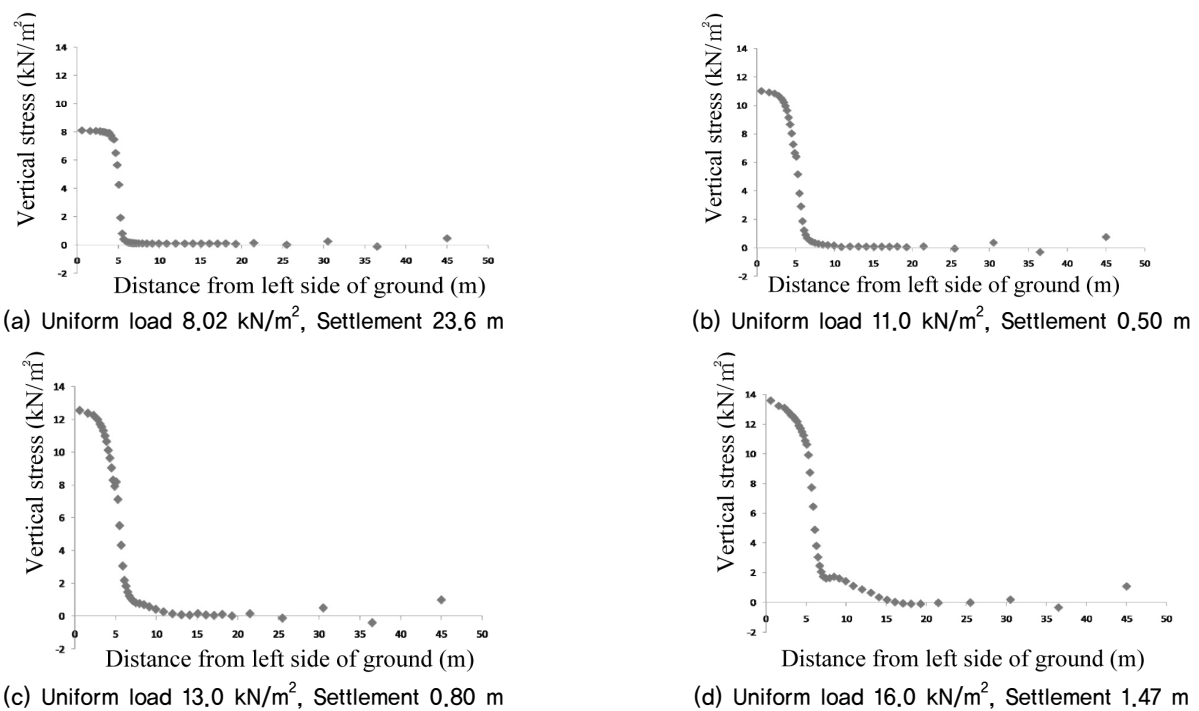 Vertical stress (kN/m²)
14
12
10
8
6
4
2
0
-2
0 5 10 15 20 25 30 35 40 45 50
Distance from left side of ground (m)
(a) Uniform load 8.02 kN/m², Settlement 23.6 m
Vertical stress (kN/m²)
14
12
10
8
6
4
2
0
-2
0 5 10 15 20 25 30 35 40 45 50
Distance from left side of ground (m)
(b) Uniform load 11.0 kN/m², Settlement 0.50 m
Vertical stress (kN/m²)
14
12
10
8
6
4
2
0
-2
0 5 10 15 20 25 30 35 40 45 50
Distance from left side of ground (m)
(c) Uniform load 13.0 kN/m², Settlement 0.80 m
Vertical stress (kN/m²)
14
12
10
8
6
4
2
0
-2
0 5 10 15 20 25 30 35 40 45 50
Distance from left side of ground (m)
(d) Uniform load 16.0 kN/m², Settlement 1.47 m